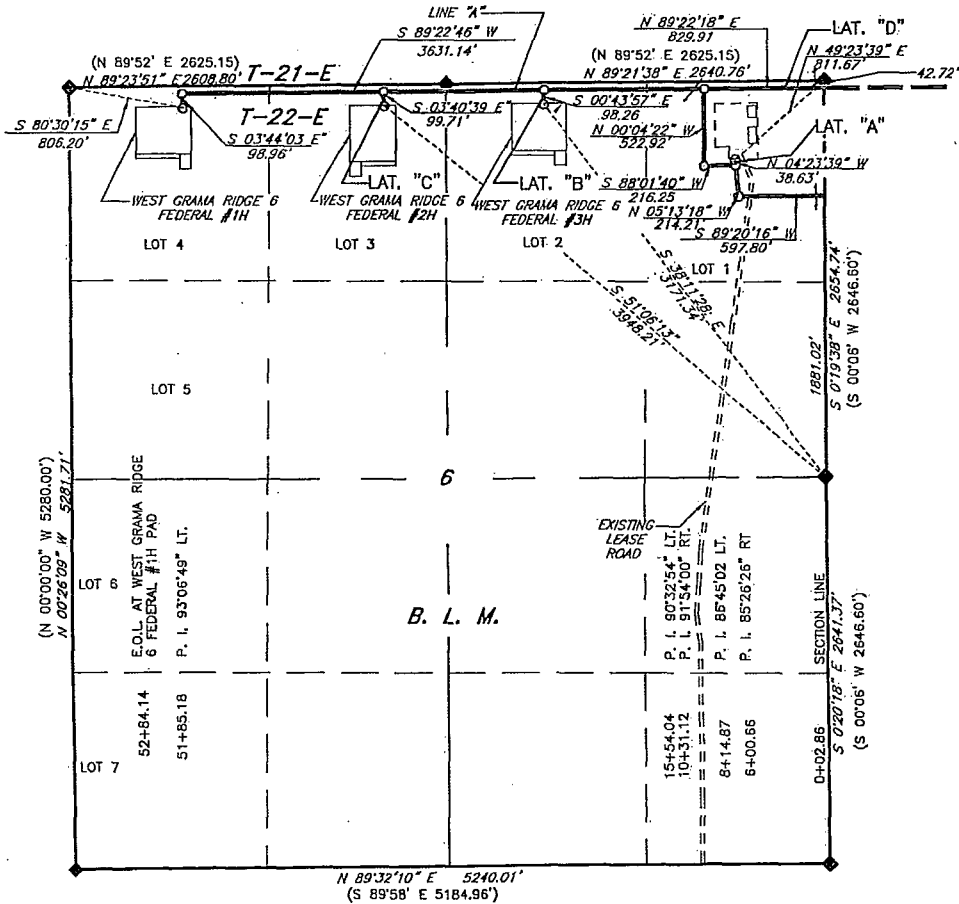 LINE "A"
S 89°22'46" W
3631.14'
N 89°22'18" E
829.91
LAT. "D"
(N 89°52' E 2625.15)
N 89°23'51" E 2608.80'
T-21-E
(N 89°52' E 2625.15)
N 89°21'38" E 2640.76'
N 49°23'39" E
811.67'
42.72'
S 80°30'15" E
806.20'
T-22-E
S 03°44'03 E"
98.96'
S 03°40'39
99.71'
S 00°43'57" E
98.26
N 00°04'22" W
522.92'
LAT. "A"
N 04°23'39" W
38.63'
LAT. "C"
LAT. "B"
S 88°01'40" W
216.25
N 05°13'18" W
214.21'
S 89°20'16" W
597.80'
WEST GRAMA RIDGE 6
FEDERAL #1H
WEST GRAMA RIDGE 6
FEDERAL #2H
WEST GRAMA RIDGE 6
FEDERAL #3H
LOT 4
LOT 3
LOT 2
LOT 1
S 38°11'28" E
3171.34'
S 51°06'13"
3948.21'
1881.02'
S 0°19'38" E 2654.74'
(S 00°06' W 2646.60')
LOT 5
6
(N 00°00'00" W 5280.00')
N 00°26'09" W 5281.71'
EXISTING
LEASE
ROAD
LOT 6
B. L. M.
LOT 7
E.O.L. AT WEST GRAMA RIDGE
6 FEDERAL #1H PAD
52+84.14
P. I. 93°06'49" LT.
51+85.18
P. I. 90°32'54" LT.
15+54.04
P. I. 91°54'00" RT.
10+31.12
P. I. 86°45'02 LT.
8+14.87
P. I. 85°26'26" RT
6+00.66
SECTION LINE
0+02.86
S 0°20'18" E 2641.37'
(S 00°06' W 2646.60')
N 89°32'10" E 5240.01'
(S 89°58' E 5184.96')